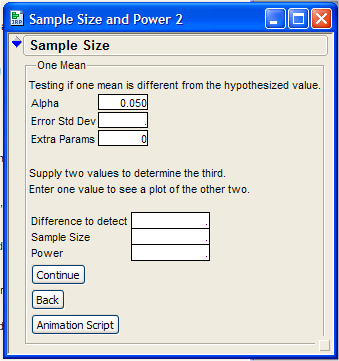 Sample Size and Power 2
Sample Size
One Mean
Testing if one mean is different from the hypothesized value.
Alpha 0.050
Error Std Dev .
Extra Params 0
Supply two values to determine the third.
Enter one value to see a plot of the other two.
Difference to detect .
Sample Size .
Power .
Continue
Back
Animation Script